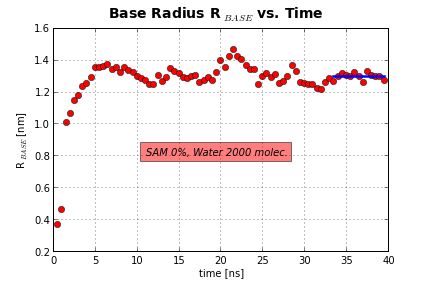 Base Radius R BASE vs. Time
1.6
1.4
1.2
1.0
0.8
0.6
0.4
0.2
R BASE [nm]
SAM 0%, Water 2000 molec.
0 5 10 15 20 25 30 35 40
time [ns]